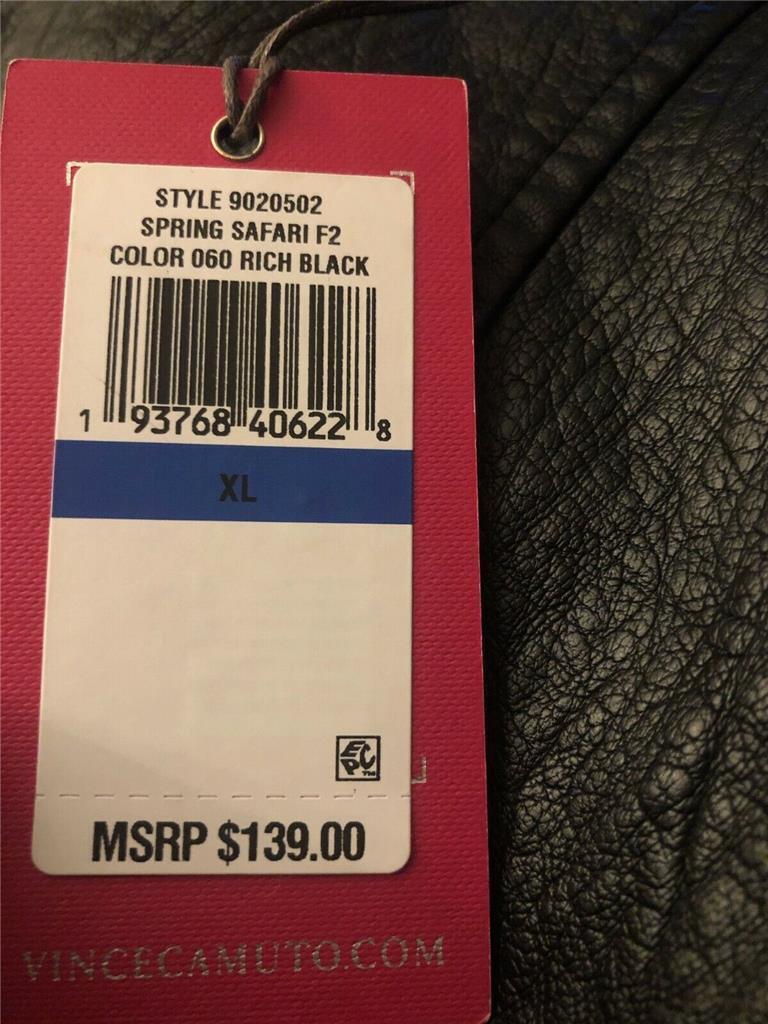 STYLE 9020502
SPRING SAFARI F2
COLOR 060 RICH BLACK
1 93768 40622 8
XL
EPC™
MSRP $139.00
VINCECAMUTO.COM